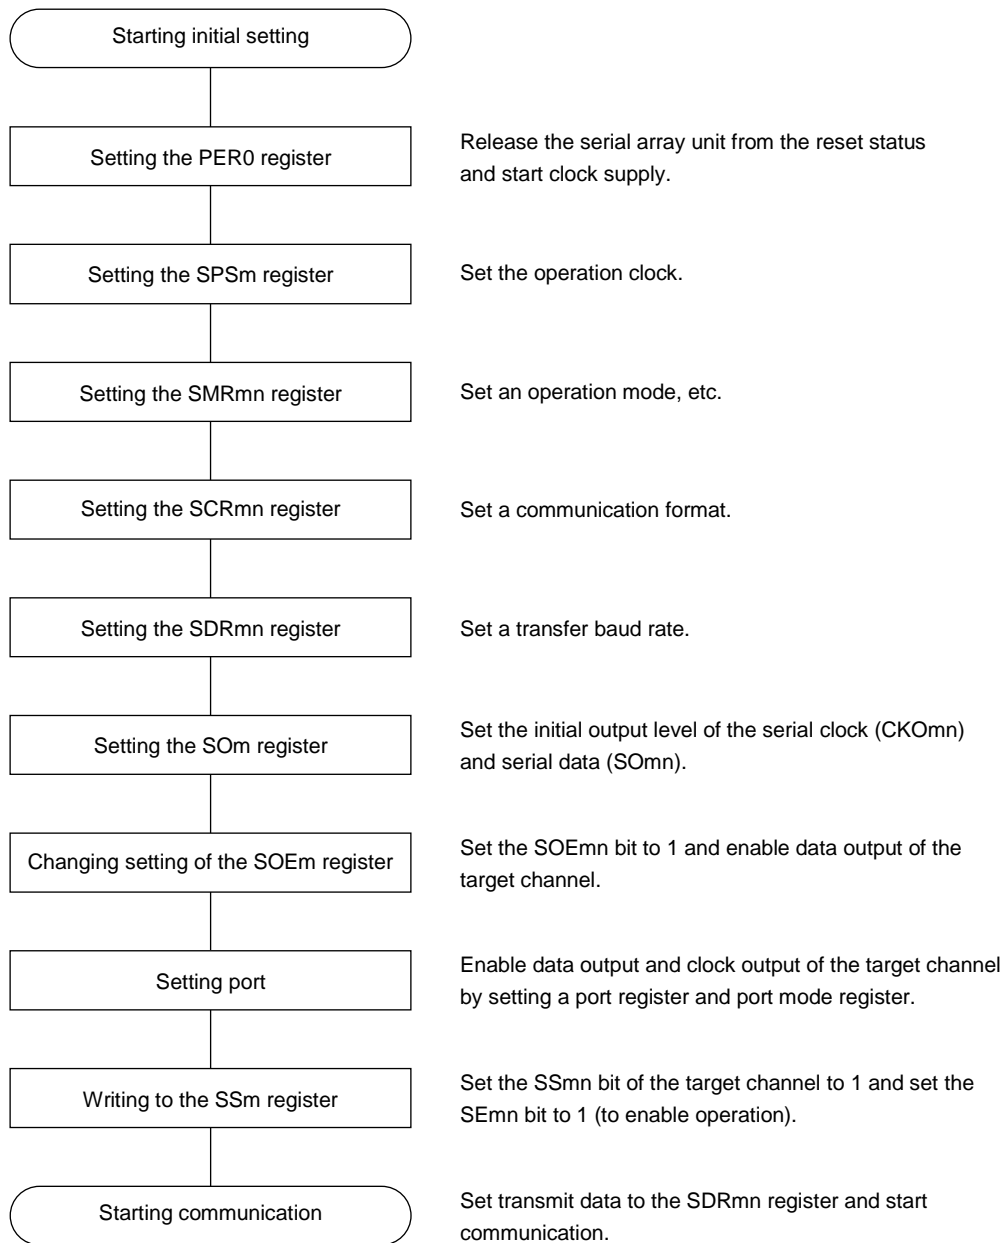 Starting initial setting
Setting the PER0 register
Release the serial array unit from the reset status
and start clock supply.
Setting the SPSm register
Set the operation clock.
Setting the SMRmn register
Set an operation mode, etc.
Setting the SCRmn register
Set a communication format.
Setting the SDRmn register
Set a transfer baud rate.
Setting the SOm register
Set the initial output level of the serial clock (CKOmn)
and serial data (SOmn).
Changing setting of the SOEm register
Set the SOEmn bit to 1 and enable data output of the
target channel.
Setting port
Enable data output and clock output of the target channel
by setting a port register and port mode register.
Writing to the SSm register
Set the SSmn bit of the target channel to 1 and set the
SEmn bit to 1 (to enable operation).
Starting communication
Set transmit data to the SDRmn register and start
communication.